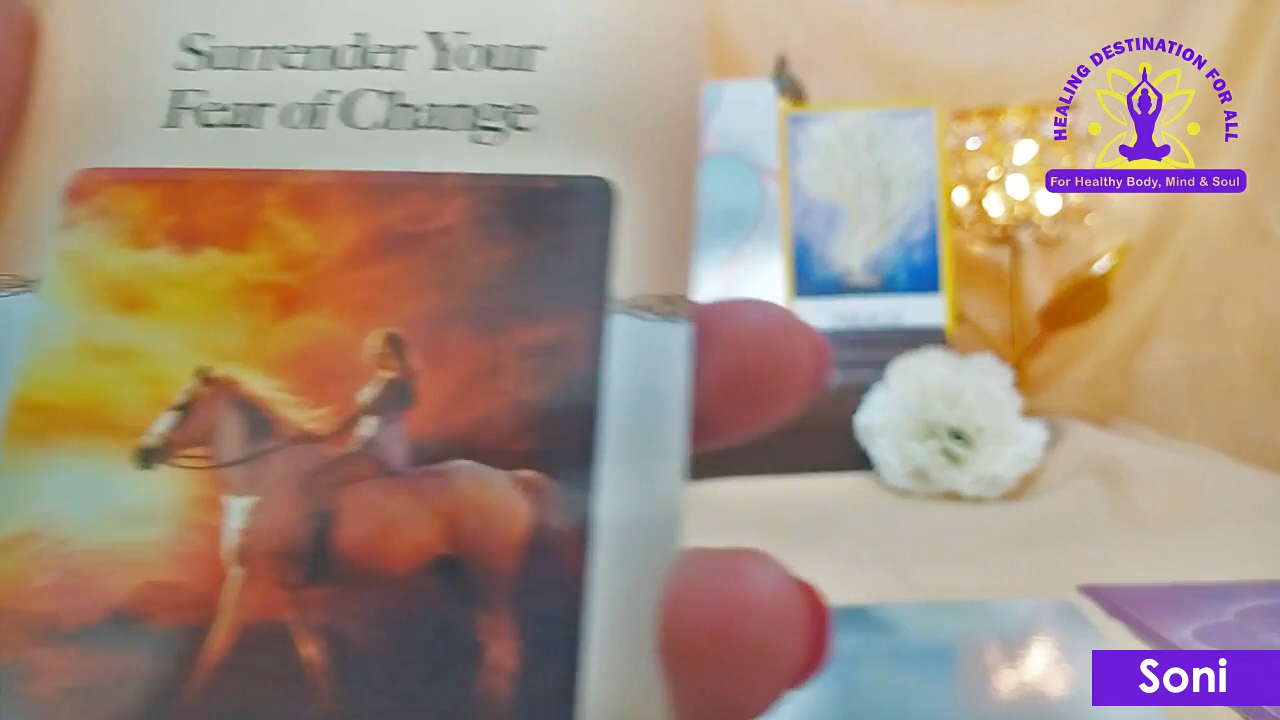 Surrender Your
Fear of Change
HEALING DESTINATION FOR ALL
For Healthy Body, Mind & Soul
Soni